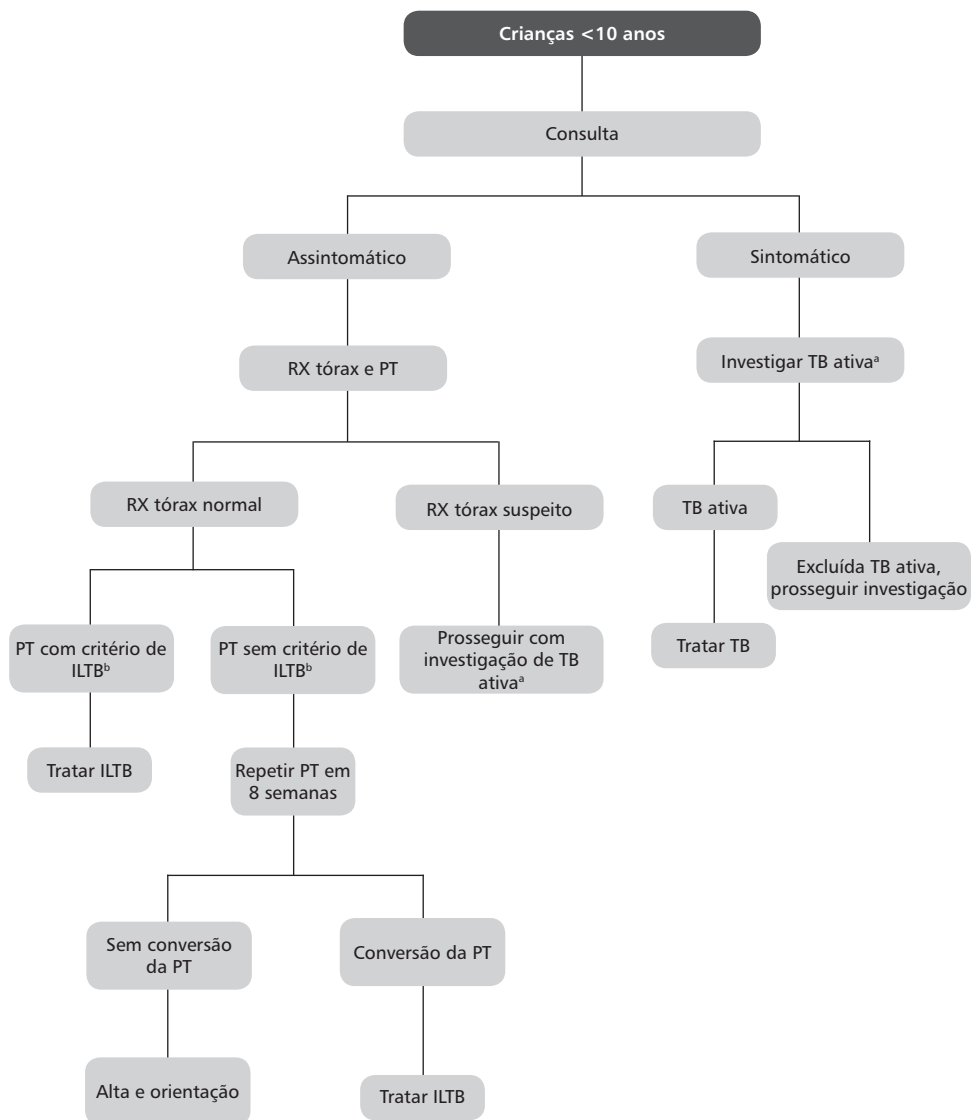 Crianças <10 anos
Consulta
Assintomático
Sintomático
RX tórax e PT
Investigar TB ativaᵃ
RX tórax normal
RX tórax suspeito
TB ativa
Excluída TB ativa,
prosseguir investigação
PT com critério de
ILTBᵇ
PT sem critério de
ILTBᵇ
Prosseguir com
investigação de TB
ativaᵃ
Tratar TB
Tratar ILTB
Repetir PT em
8 semanas
Sem conversão
da PT
Conversão da PT
Alta e orientação
Tratar ILTB